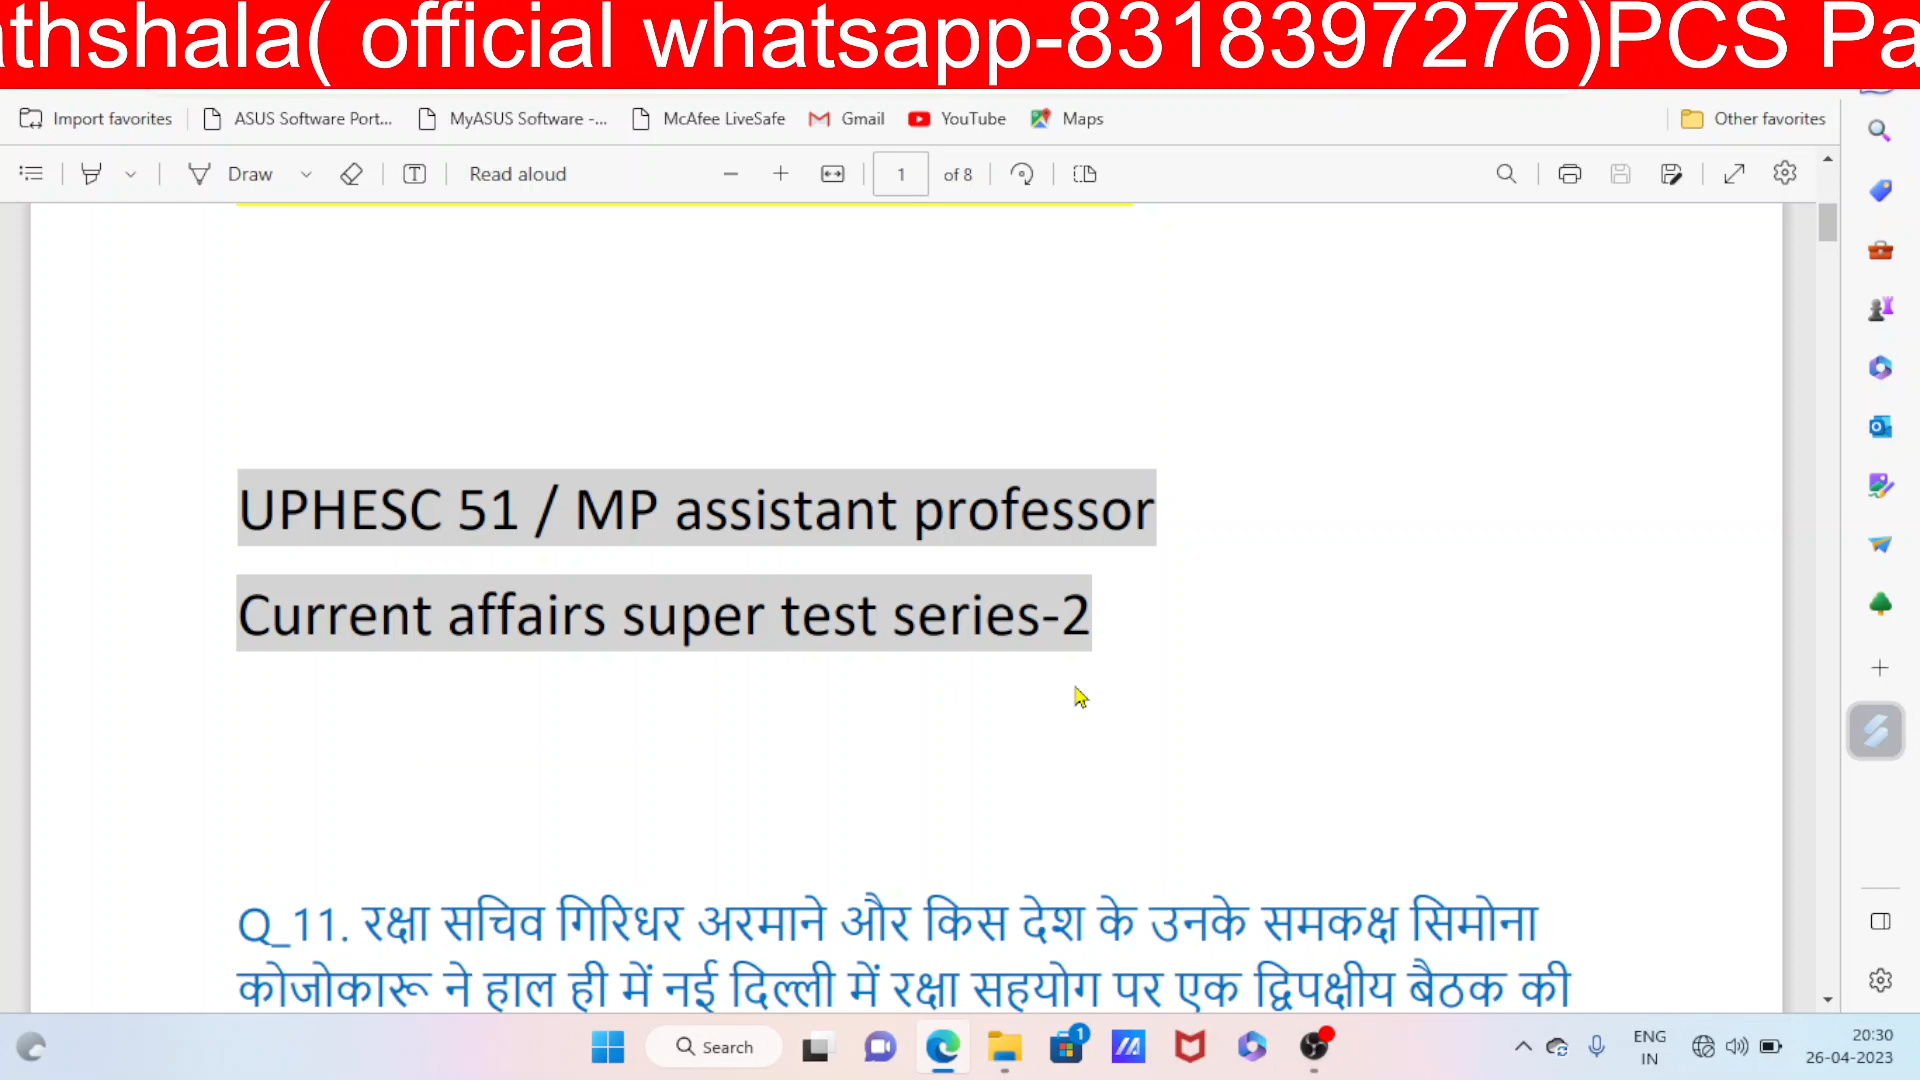 athshala( official whatsapp-8318397276)PCS Pa
Import favorites ASUS Software Port... MyASUS Software -... McAfee LiveSafe Gmail YouTube Maps Other favorites
Draw Read aloud 1 of 8
UPHESC 51 / MP assistant professor
Current affairs super test series-2
Q_11. रक्षा सचिव गिरिधर अरमाने और किस देश के उनके समकक्ष सिमोना
कोजोकारू ने हाल ही में नई दिल्ली में रक्षा सहयोग पर एक द्विपक्षीय बैठक की
Search 1 ENG 20:30
IN 26-04-2023